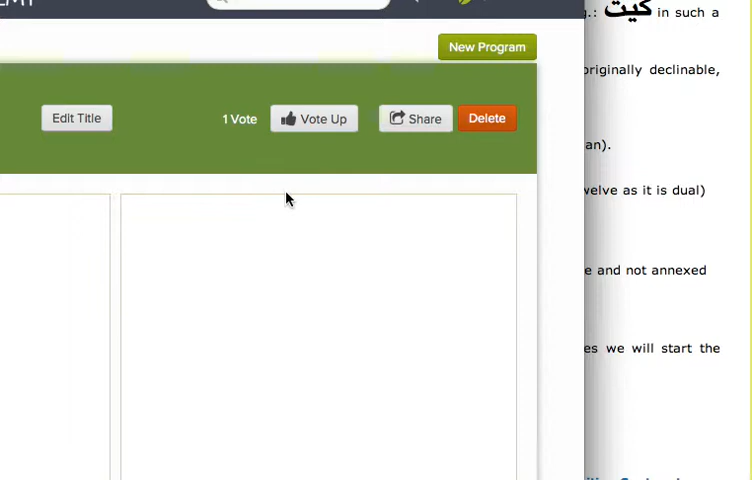 كيت in such a
New Program
originally declinable,
Edit Title
1 Vote
Vote Up
Share
Delete
an).
welve as it is dual)
e and not annexed
es we will start the